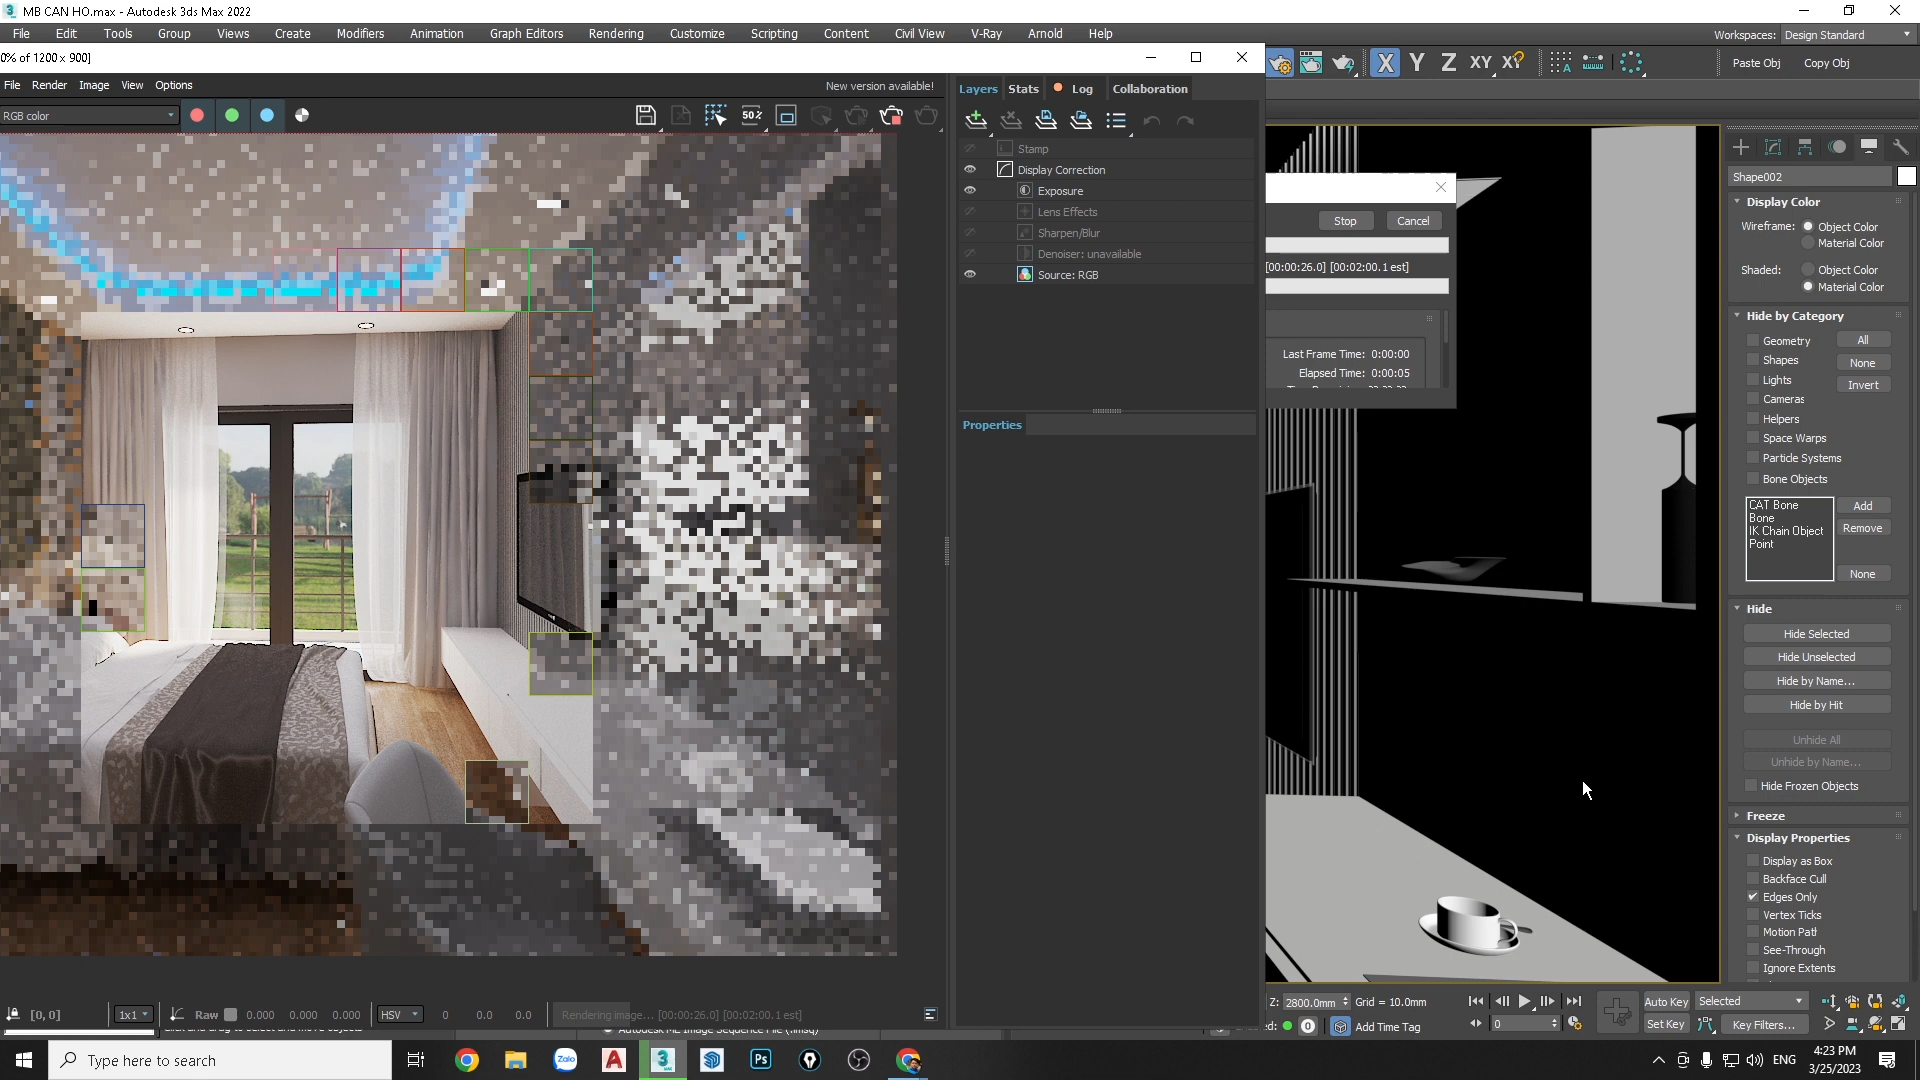 MB CAN HO.max - Autodesk 3ds Max 2022
File Edit Tools Group Views Create Modifiers Animation Graph Editors Rendering Customize Scripting Content Civil View V-Ray Arnold Help
Workspaces: Design Standard
0% of 1200 x 900]
Paste Obj Copy Obj
X Y Z XY XY
File Render Image View Options
New version available!
Layers Stats Log Collaboration
RGB color
50%
Stamp
Display Correction
Exposure
Lens Effects
Sharpen/Blur
Denoiser: unavailable
Source: RGB
Properties
Stop Cancel
[00:00:26.0] [00:02:00.1 est]
Last Frame Time: 0:00:00
Elapsed Time: 0:00:05
Shape002
Display Color
Wireframe: Object Color
Material Color
Shaded: Object Color
Material Color
Hide by Category
Geometry All
Shapes
None
Lights
Invert
Cameras
Helpers
Space Warps
Particle Systems
Bone Objects
CAT Bone
Bone
IK Chain Object
Point
Add
Remove
None
Hide
Hide Selected
Hide Unselected
Hide by Name...
Hide by Hit
Unhide All
Unhide by Name...
Hide Frozen Objects
Freeze
Display Properties
Display as Box
Backface Cull
Edges Only
Vertex Ticks
Motion Path
See-Through
Ignore Extents
[0, 0] 1x1 Raw 0.000 0.000 0.000 HSV 0 0.0 0.0 Rendering image... [00:00:26.0] [00:02:00.1 est]
Z: 2800.0mm Grid = 10.0mm
Auto Key Selected
Add Time Tag
0
Set Key Key Filters...
Type here to search
Zalo
Ps
ENG
4:23 PM
3/25/2023